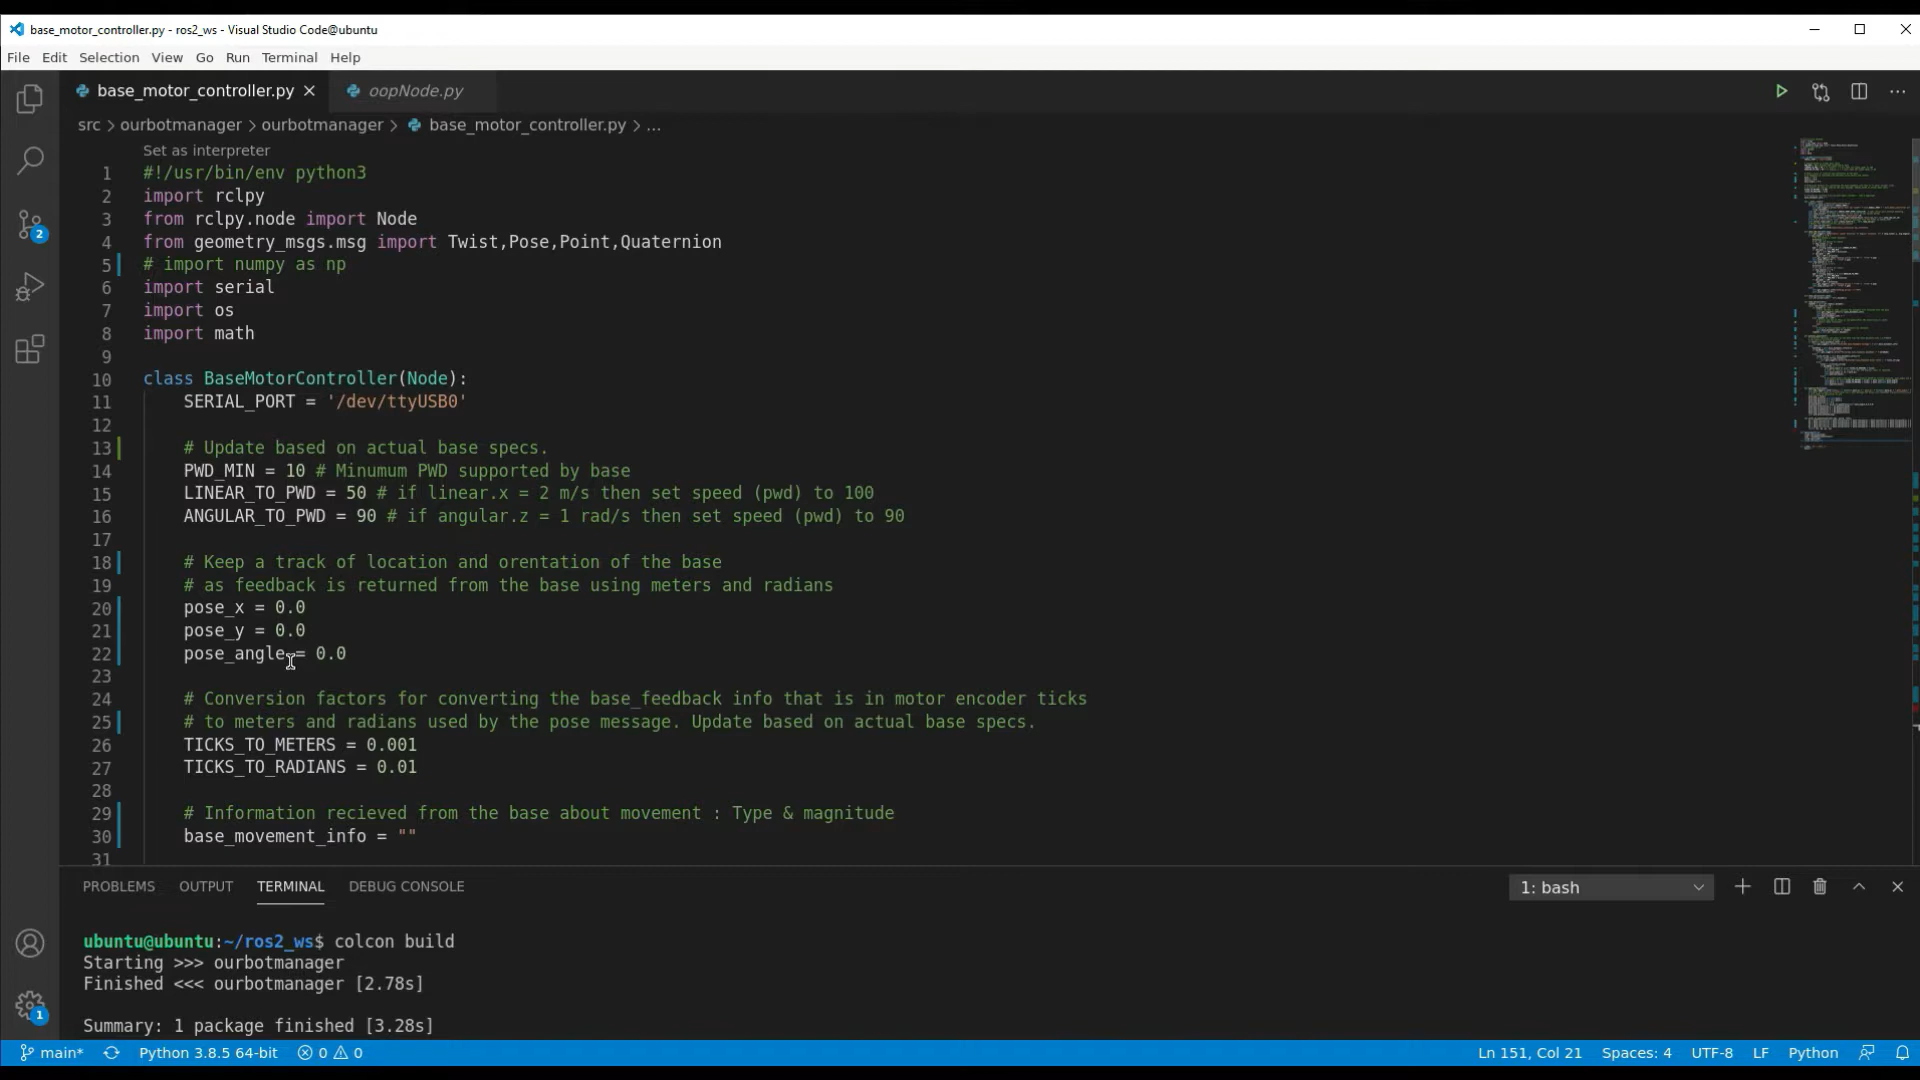 base_motor_controller.py - ros2_ws - Visual Studio Code@ubuntu
File Edit Selection View Go Run Terminal Help
base_motor_controller.py oopNode.py
src > ourbotmanager > ourbotmanager > base_motor_controller.py > ...
Set as interpreter
1 #!/usr/bin/env python3
2 import rclpy
3 from rclpy.node import Node
4 from geometry_msgs.msg import Twist,Pose,Point,Quaternion
5 # import numpy as np
6 import serial
7 import os
8 import math
9
10 class BaseMotorController(Node):
11 SERIAL_PORT = '/dev/ttyUSB0'
12
13 # Update based on actual base specs.
14 PWD_MIN = 10 # Minumum PWD supported by base
15 LINEAR_TO_PWD = 50 # if linear.x = 2 m/s then set speed (pwd) to 100
16 ANGULAR_TO_PWD = 90 # if angular.z = 1 rad/s then set speed (pwd) to 90
17
18 # Keep a track of location and orentation of the base
19 # as feedback is returned from the base using meters and radians
20 pose_x = 0.0
21 pose_y = 0.0
22 pose_angle = 0.0
23
24 # Conversion factors for converting the base_feedback info that is in motor encoder ticks
25 # to meters and radians used by the pose message. Update based on actual base specs.
26 TICKS_TO_METERS = 0.001
27 TICKS_TO_RADIANS = 0.01
28
29 # Information recieved from the base about movement : Type & magnitude
30 base_movement_info = ""
31
2
PROBLEMS OUTPUT TERMINAL DEBUG CONSOLE 1: bash
ubuntu@ubuntu:~/ros2_ws$ colcon build
Starting >>> ourbotmanager
Finished <<< ourbotmanager [2.78s]
Summary: 1 package finished [3.28s]
1
main* Python 3.8.5 64-bit 0 0 Ln 151, Col 21 Spaces: 4 UTF-8 LF Python